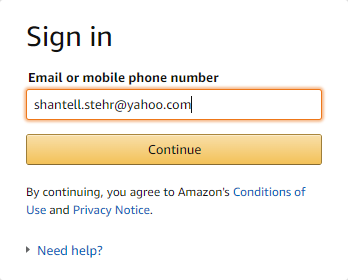 Sign in
Email or mobile phone number
shantell.stehr@yahoo.com
Continue
By continuing, you agree to Amazon's Conditions of
Use and Privacy Notice.
Need help?